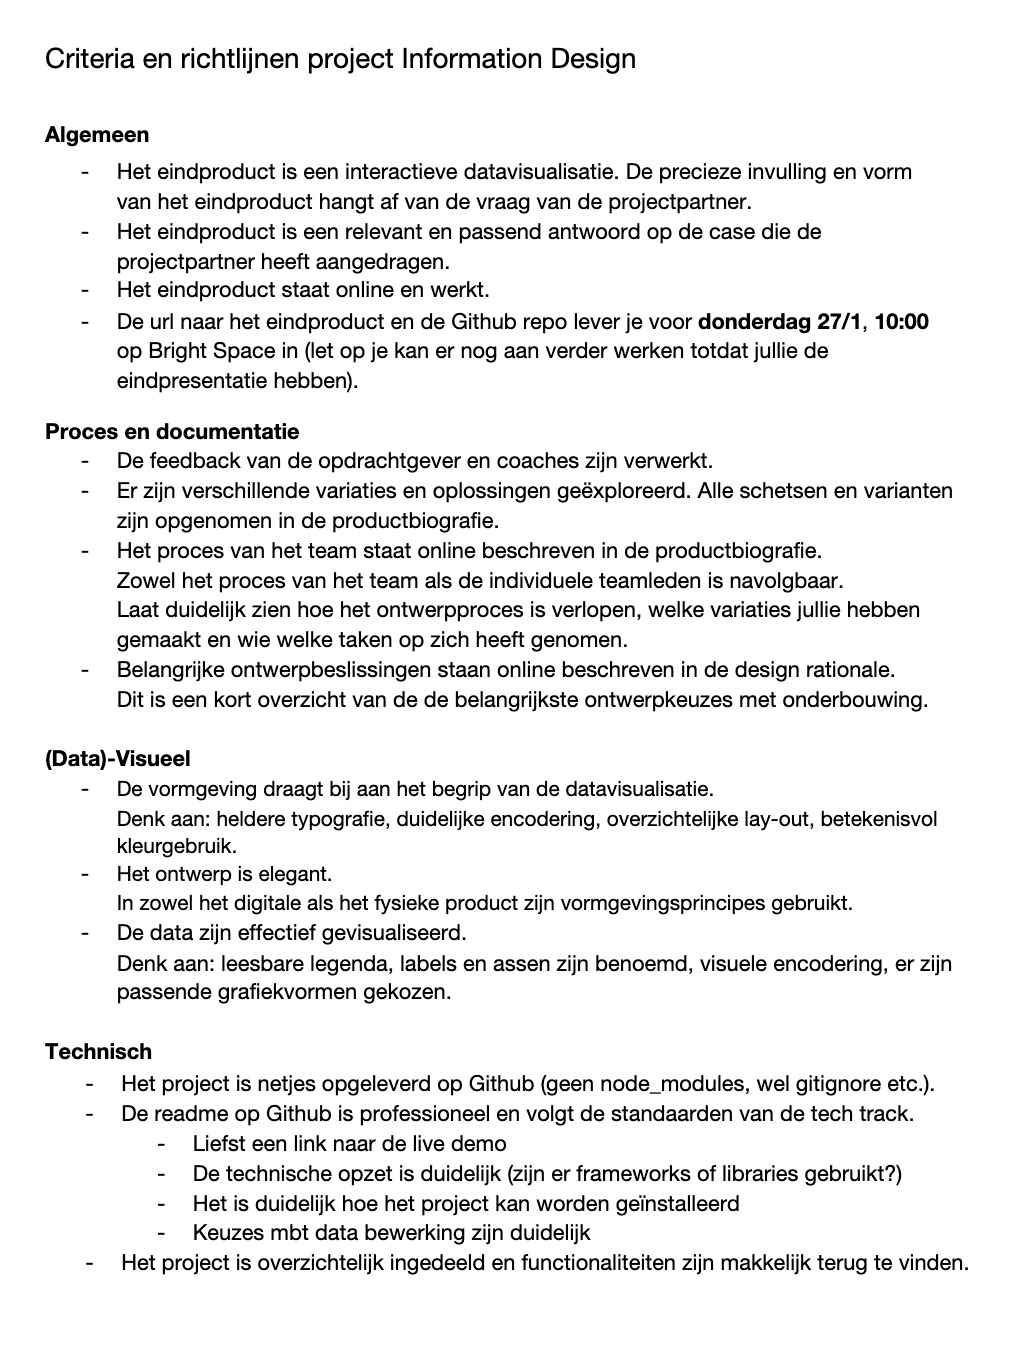 Criteria en richtlijnen project Information Design
Algemeen
- Het eindproduct is een interactieve datavisualisatie. De precieze invulling en vorm
van het eindproduct hangt af van de vraag van de projectpartner.
- Het eindproduct is een relevant en passend antwoord op de case die de
projectpartner heeft aangedragen.
- Het eindproduct staat online en werkt.
- De url naar het eindproduct en de Github repo lever je voor donderdag 27/1, 10:00
op Bright Space in (let op je kan er nog aan verder werken totdat jullie de
eindpresentatie hebben).
Proces en documentatie
- De feedback van de opdrachtgever en coaches zijn verwerkt.
- Er zijn verschillende variaties en oplossingen geëxploreerd. Alle schetsen en varianten
zijn opgenomen in de productbiografie.
- Het proces van het team staat online beschreven in de productbiografie.
Zowel het proces van het team als de individuele teamleden is navolgbaar.
Laat duidelijk zien hoe het ontwerpproces is verlopen, welke variaties jullie hebben
gemaakt en wie welke taken op zich heeft genomen.
- Belangrijke ontwerpbeslissingen staan online beschreven in de design rationale.
Dit is een kort overzicht van de de belangrijkste ontwerpkeuzes met onderbouwing.
(Data)-Visueel
- De vormgeving draagt bij aan het begrip van de datavisualisatie.
Denk aan: heldere typografie, duidelijke encodering, overzichtelijke lay-out, betekenisvol
kleurgebruik.
- Het ontwerp is elegant.
In zowel het digitale als het fysieke product zijn vormgevingsprincipes gebruikt.
- De data zijn effectief gevisualiseerd.
Denk aan: leesbare legenda, labels en assen zijn benoemd, visuele encodering, er zijn
passende grafiekvormen gekozen.
Technisch
- Het project is netjes opgeleverd op Github (geen node_modules, wel gitignore etc.).
- De readme op Github is professioneel en volgt de standaarden van de tech track.
- Liefst een link naar de live demo
- De technische opzet is duidelijk (zijn er frameworks of libraries gebruikt?)
- Het is duidelijk hoe het project kan worden geïnstalleerd
- Keuzes mbt data bewerking zijn duidelijk
- Het project is overzichtelijk ingedeeld en functionaliteiten zijn makkelijk terug te vinden.